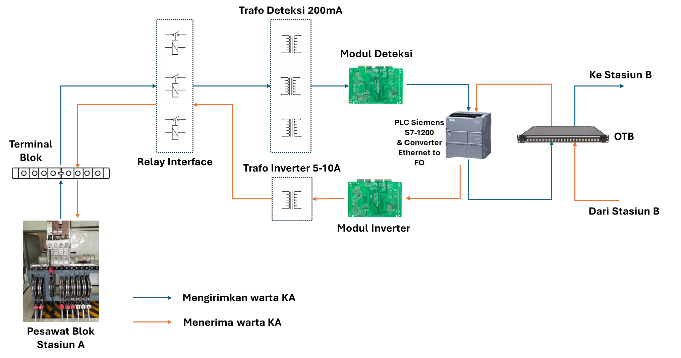 Trafo Deteksi 200mA
Modul Deteksi
Ke Stasiun B
PLC Siemens
S7-1200
& Converter
Ethernet to
FO
OTB
Terminal
Blok
Relay Interface
Trafo Inverter 5-10A
Modul Inverter
Dari Stasiun B
Mengirimkan warta KA
Menerima warta KA
Pesawat Blok
Stasiun A